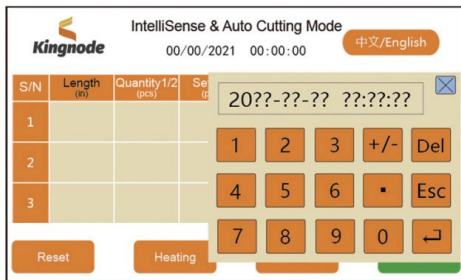 IntelliSense & Auto Cutting Mode
Kingnode
00/00/2021 00:00:00
中文/English
S/N Length Quantity1/2 Se
(in) (pcs) (p
20??-??-?? ??:??:??
1
2
3
1 2 3 +/- Del
4 5 6 . Esc
7 8 9 0
Reset Heating